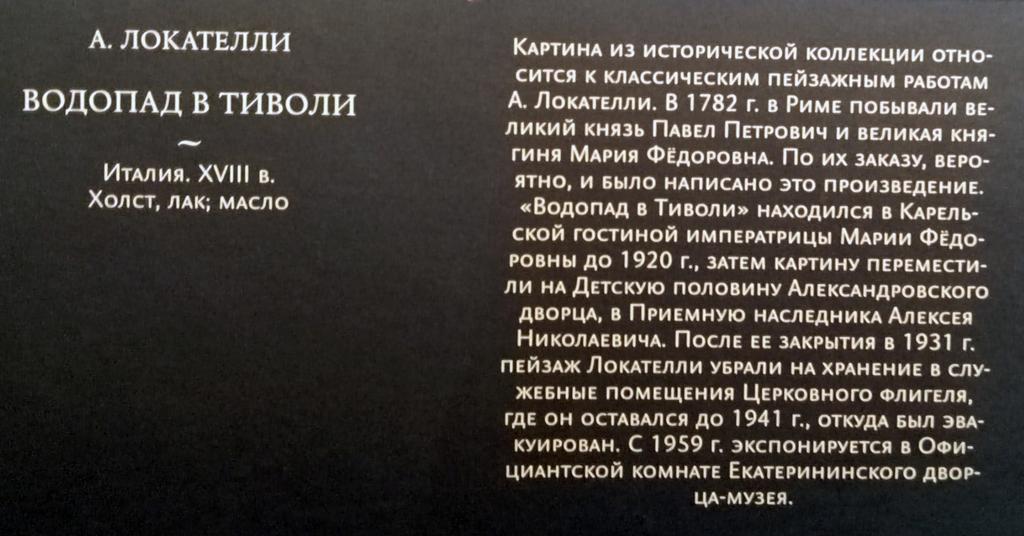 А. ЛОКАТЕЛЛИ
ВОДОПАД В ТИВОЛИ
~
ИТАЛИЯ. XVIII В.
ХОЛСТ, ЛАК; МАСЛО
КАРТИНА ИЗ ИСТОРИЧЕСКОЙ КОЛЛЕКЦИИ ОТНО-
СИТСЯ К КЛАССИЧЕСКИМ ПЕЙЗАЖНЫМ РАБОТАМ
А. ЛОКАТЕЛЛИ. В 1782 Г. В РИМЕ ПОБЫВАЛИ ВЕ-
ЛИКИЙ КНЯЗЬ ПАВЕЛ ПЕТРОВИЧ И ВЕЛИКАЯ КНЯ-
ГИНЯ МАРИЯ ФЁДОРОВНА. ПО ИХ ЗАКАЗУ, ВЕРО-
ЯТНО, И БЫЛО НАПИСАНО ЭТО ПРОИЗВЕДЕНИЕ.
«ВОДОПАД В ТИВОЛИ» НАХОДИЛСЯ В КАРЕЛЬ-
СКОЙ ГОСТИНОЙ ИМПЕРАТРИЦЫ МАРИИ ФЁДО-
РОВНЫ ДО 1920 Г., ЗАТЕМ КАРТИНУ ПЕРЕМЕСТИ-
ЛИ НА ДЕТСКУЮ ПОЛОВИНУ АЛЕКСАНДРОВСКОГО
ДВОРЦА, В ПРИЕМНУЮ НАСЛЕДНИКА АЛЕКСЕЯ
НИКОЛАЕВИЧА. ПОСЛЕ ЕЕ ЗАКРЫТИЯ В 1931 Г.
ПЕЙЗАЖ ЛОКАТЕЛЛИ УБРАЛИ НА ХРАНЕНИЕ В СЛУ-
ЖЕБНЫЕ ПОМЕЩЕНИЯ ЦЕРКОВНОГО ФЛИГЕЛЯ,
ГДЕ ОН ОСТАВАЛСЯ ДО 1941 Г., ОТКУДА БЫЛ ЭВА-
КУИРОВАН. С 1959 Г. ЭКСПОНИРУЕТСЯ В ОФИ-
ЦИАНТСКОЙ КОМНАТЕ ЕКАТЕРИНИНСКОГО ДВОР-
ЦА-МУЗЕЯ.